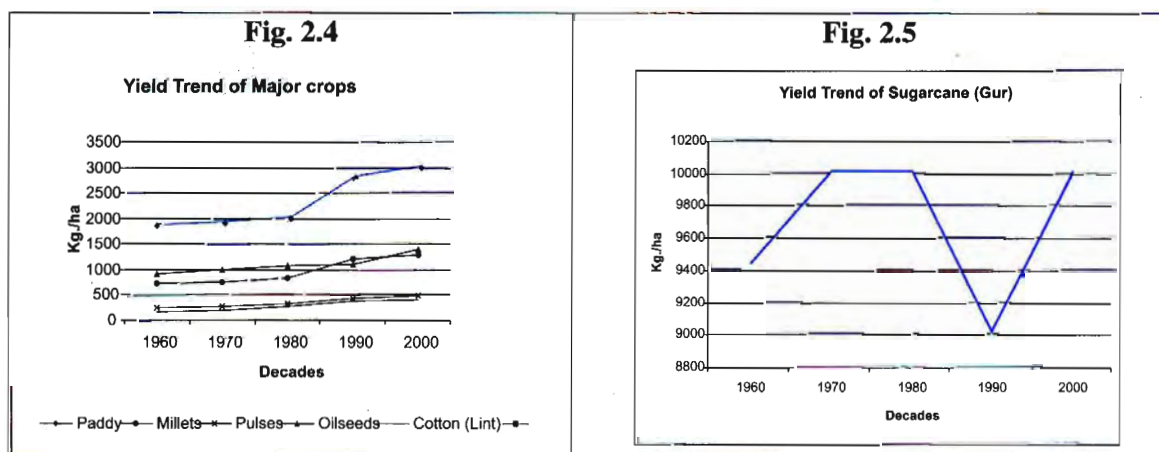 Fig. 2.4
Yield Trend of Major crops
3500
3000
2500
2000
1500
1000
500
0
Kg./ha
1960 1970 1980 1990 2000
Decades
Paddy Millets Pulses Oilseeds Cotton (Lint)
Fig. 2.5
Yield Trend of Sugarcane (Gur)
10200
10000
9800
9600
9400
9200
9000
8800
Kg./ha
1960 1970 1980 1990 2000
Decades